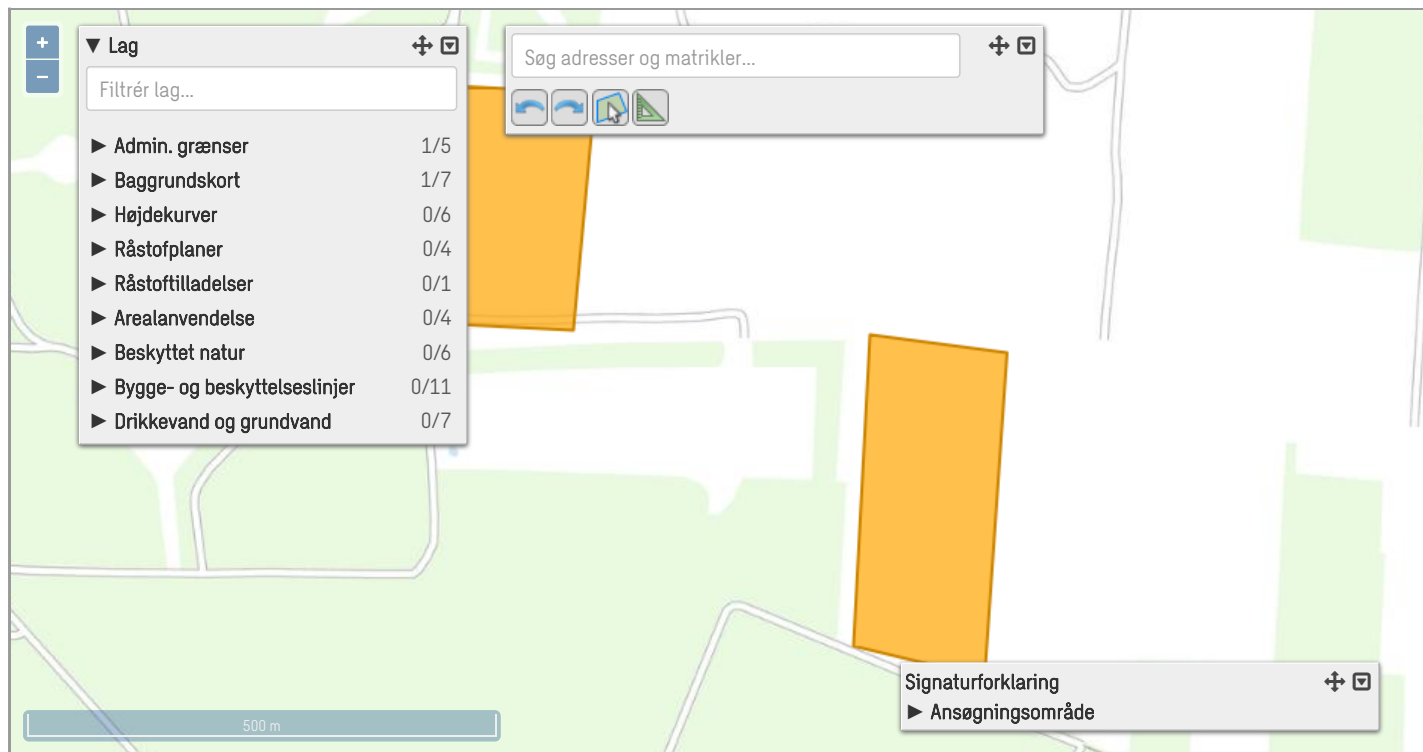 +
−
▼ Lag
Filtrér lag...
▶ Admin. grænser 1/5
▶ Baggrundskort 1/7
▶ Højdekurver 0/6
▶ Råstofplaner 0/4
▶ Råstoftilladelser 0/1
▶ Arealanvendelse 0/4
▶ Beskyttet natur 0/6
▶ Bygge- og beskyttelseslinjer 0/11
▶ Drikkevand og grundvand 0/7
Søg adresser og matrikler...
Signaturforklaring
▶ Ansøgningsområde
500 m